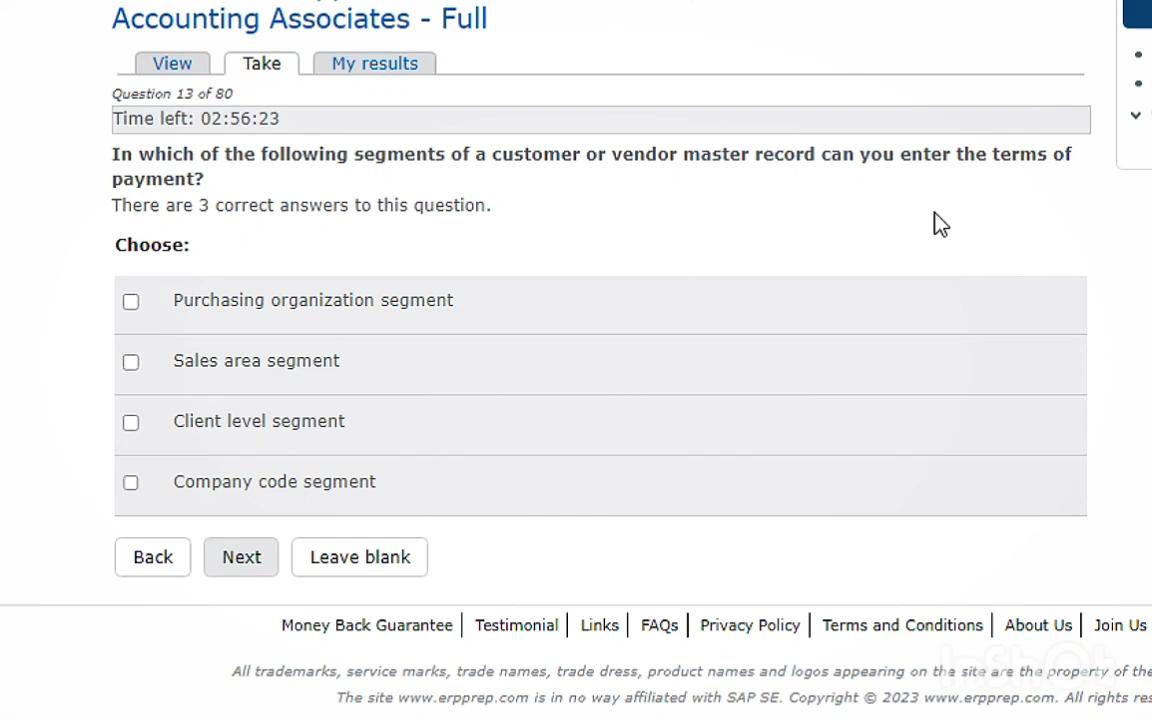 Accounting Associates - Full
View Take My results
Question 13 of 80
Time left: 02:56:23
In which of the following segments of a customer or vendor master record can you enter the terms of
payment?
There are 3 correct answers to this question.
Choose:
Purchasing organization segment
Sales area segment
Client level segment
Company code segment
Back Next Leave blank
Money Back Guarantee Testimonial Links FAQs Privacy Policy Terms and Conditions About Us Join Us
InShOt
All trademarks, service marks, trade names, trade dress, product names and logos appearing on the site are the property of the
The site www.erpprep.com is in no way affiliated with SAP SE. Copyright © 2023 www.erpprep.com. All rights res